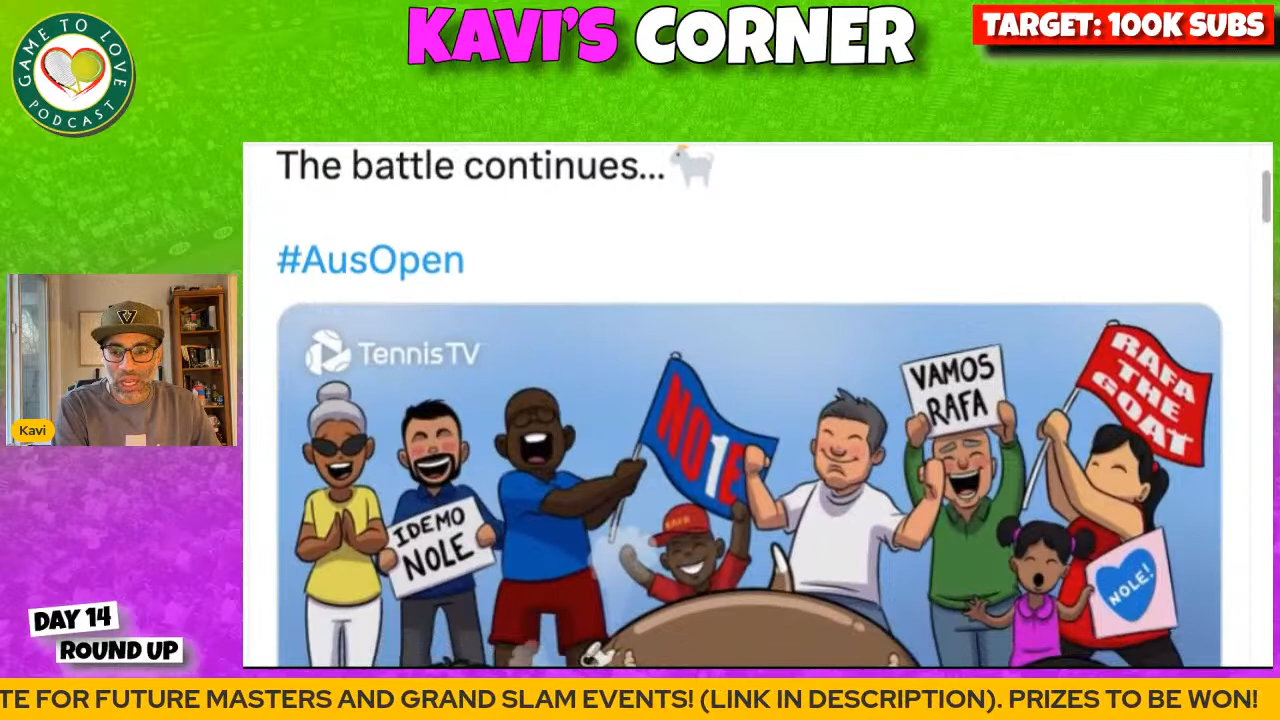 GAME TO LOVE
PODCAST
KAVI'S CORNER
TARGET: 100K SUBS
The battle continues...
#AusOpen
TennisTV
NO1E
VAMOS
RAFA
RAFA
THE
GOAT
IDEMO
NOLE
RAFA
NOLE!
Kavi
DAY 14
ROUND UP
TE FOR FUTURE MASTERS AND GRAND SLAM EVENTS! (LINK IN DESCRIPTION). PRIZES TO BE WON!